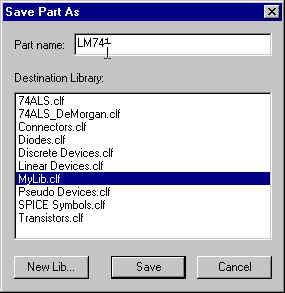 Save Part As
Part name: LM741
Destination Library:
74ALS.clf
74ALS_DeMorgan.clf
Connectors.clf
Diodes.clf
Discrete Devices.clf
Linear Devices.clf
MyLib.clf
Pseudo Devices.clf
SPICE Symbols.clf
Transistors.clf
New Lib... Save Cancel